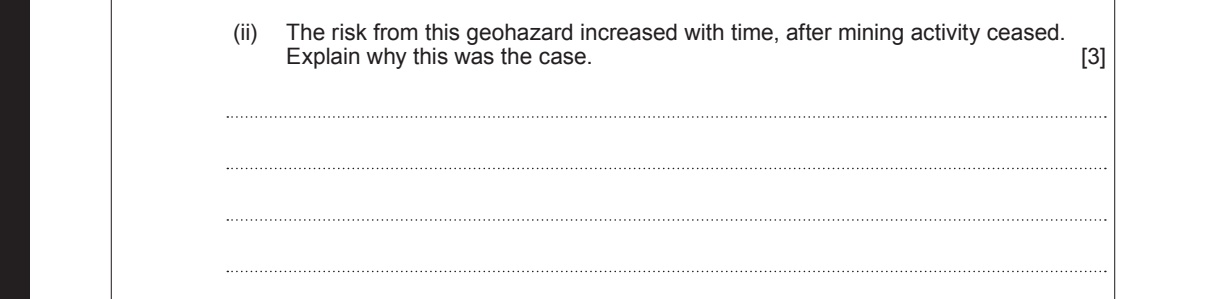 (ii) The risk from this geohazard increased with time, after mining activity ceased.
Explain why this was the case. [3]